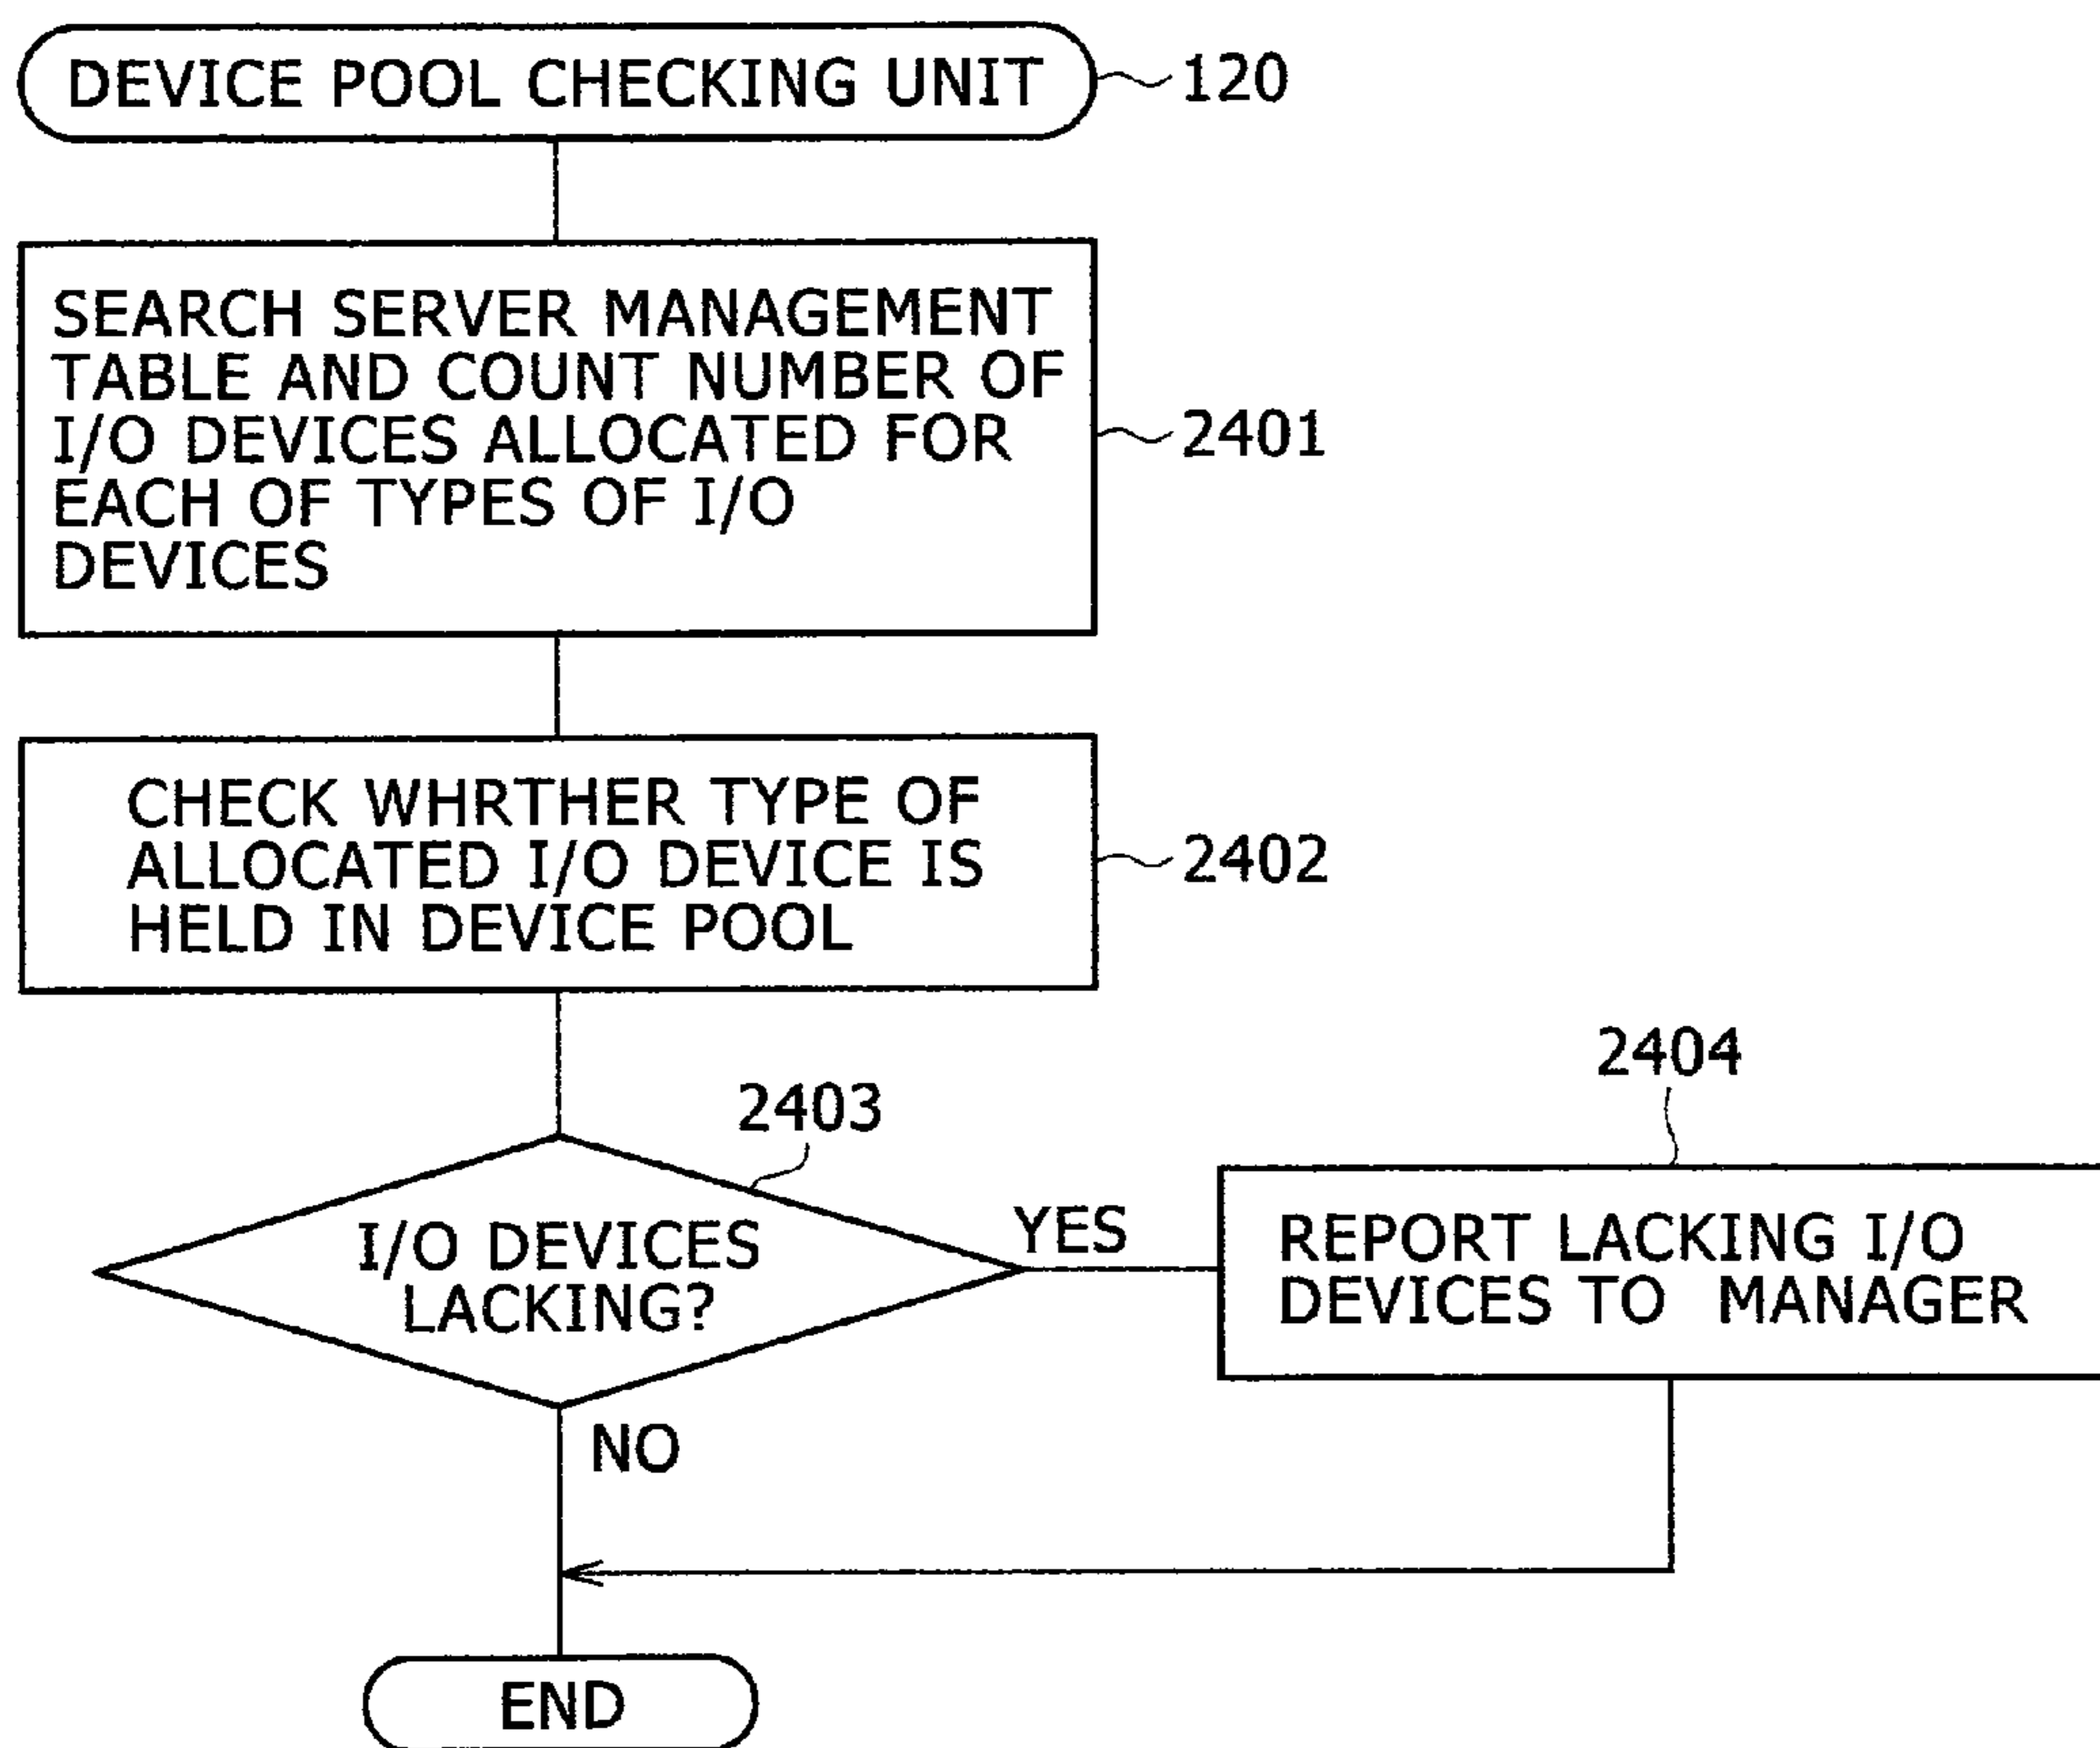 DEVICE POOL CHECKING UNIT
120
SEARCH SERVER MANAGEMENT
TABLE AND COUNT NUMBER OF
I/O DEVICES ALLOCATED FOR
EACH OF TYPES OF I/O
DEVICES
2401
CHECK WHRTHER TYPE OF
ALLOCATED I/O DEVICE IS
HELD IN DEVICE POOL
2402
2403
I/O DEVICES
LACKING?
YES
NO
2404
REPORT LACKING I/O
DEVICES TO MANAGER
END